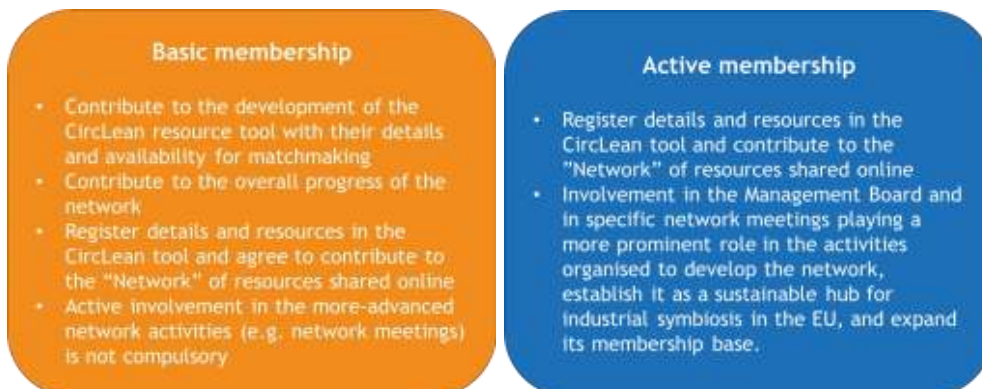 Basic membership
• Contribute to the development of the
CircLean resource tool with their details
and availability for matchmaking
• Contribute to the overall progress of the
network
• Register details and resources in the
CircLean tool and agree to contribute to
the “Network” of resources shared online
• Active involvement in the more-advanced
network activities (e.g. network meetings)
is not compulsory
Active membership
• Register details and resources in the
CircLean tool and contribute to the
"Network" of resources shared online
• Involvement in the Management Board and
in specific network meetings playing a
more prominent role in the activities
organised to develop the network,
establish it as a sustainable hub for
industrial symbiosis in the EU, and expand
its membership base.